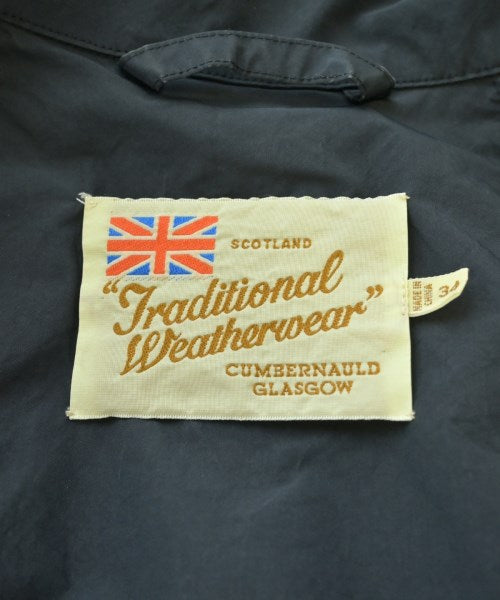 SCOTLAND
"Traditional
Weatherwear"
CUMBERNAULD
GLASGOW
MADE IN
CHINA
34